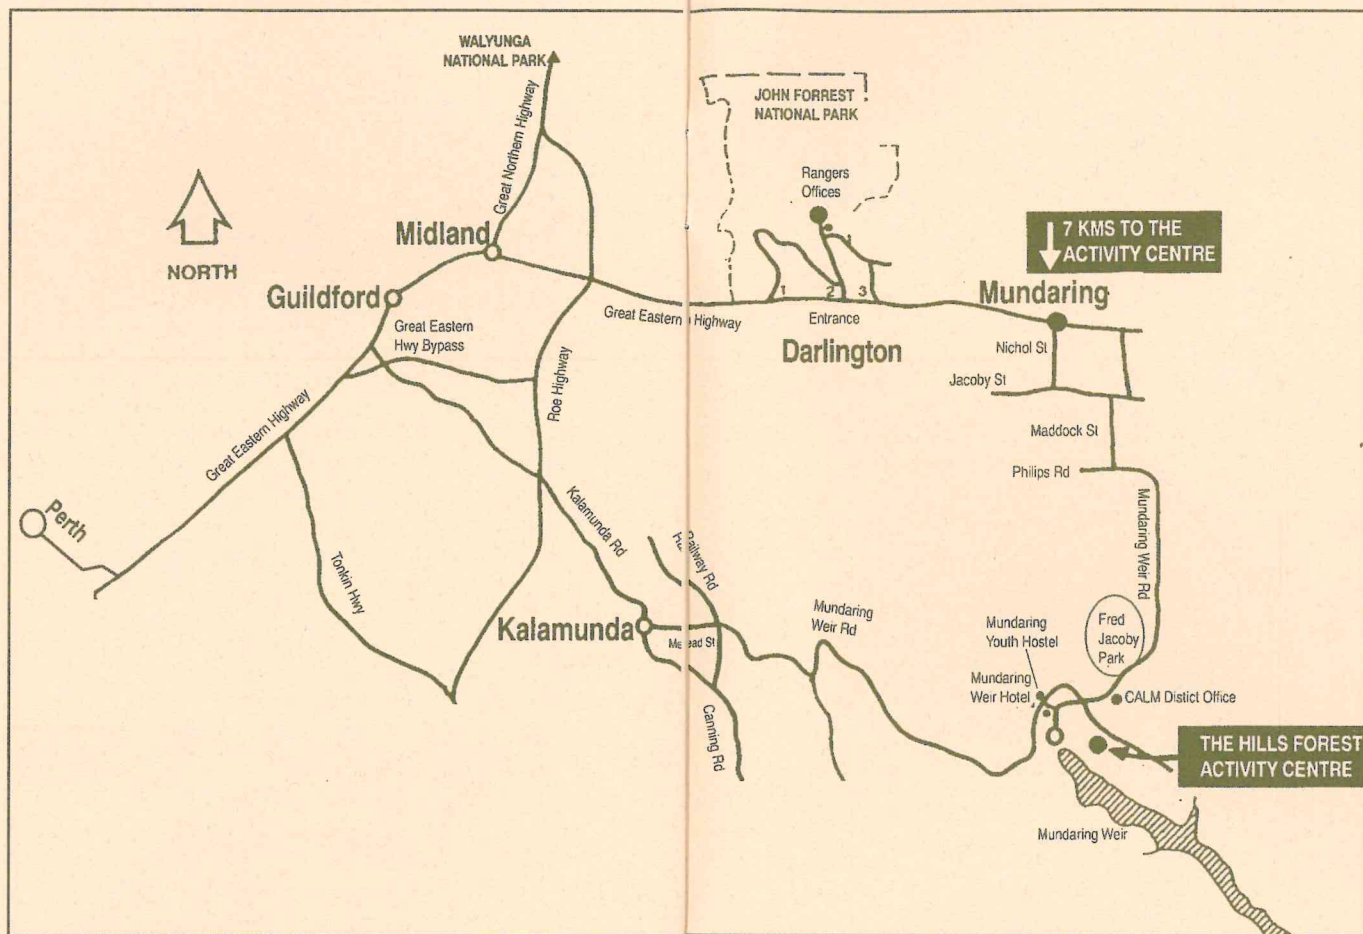 WALYUNGA
NATIONAL PARK
Great Northern Highway
JOHN FORREST
NATIONAL PARK
Rangers
Offices
NORTH
Midland
7 KMS TO THE
ACTIVITY CENTRE
Guildford
1
2
3
Mundaring
Great Eastern Highway
Entrance
Great Eastern
Hwy Bypass
Darlington
Nichol St
Roe Highway
Jacoby St
Great Eastern Highway
Maddock St
Philips Rd
Perth
Kalamunda Rd
Mundaring Weir Rd
Railway Rd
Tonkin Hwy
Kalamunda
Mundaring
Weir Rd
Mundaring
Youth Hostel
Fred
Jacoby
Park
Mundaring
Weir Hotel
CALM Distict Office
Canning Rd
THE HILLS FOREST
ACTIVITY CENTRE
Mundaring Weir